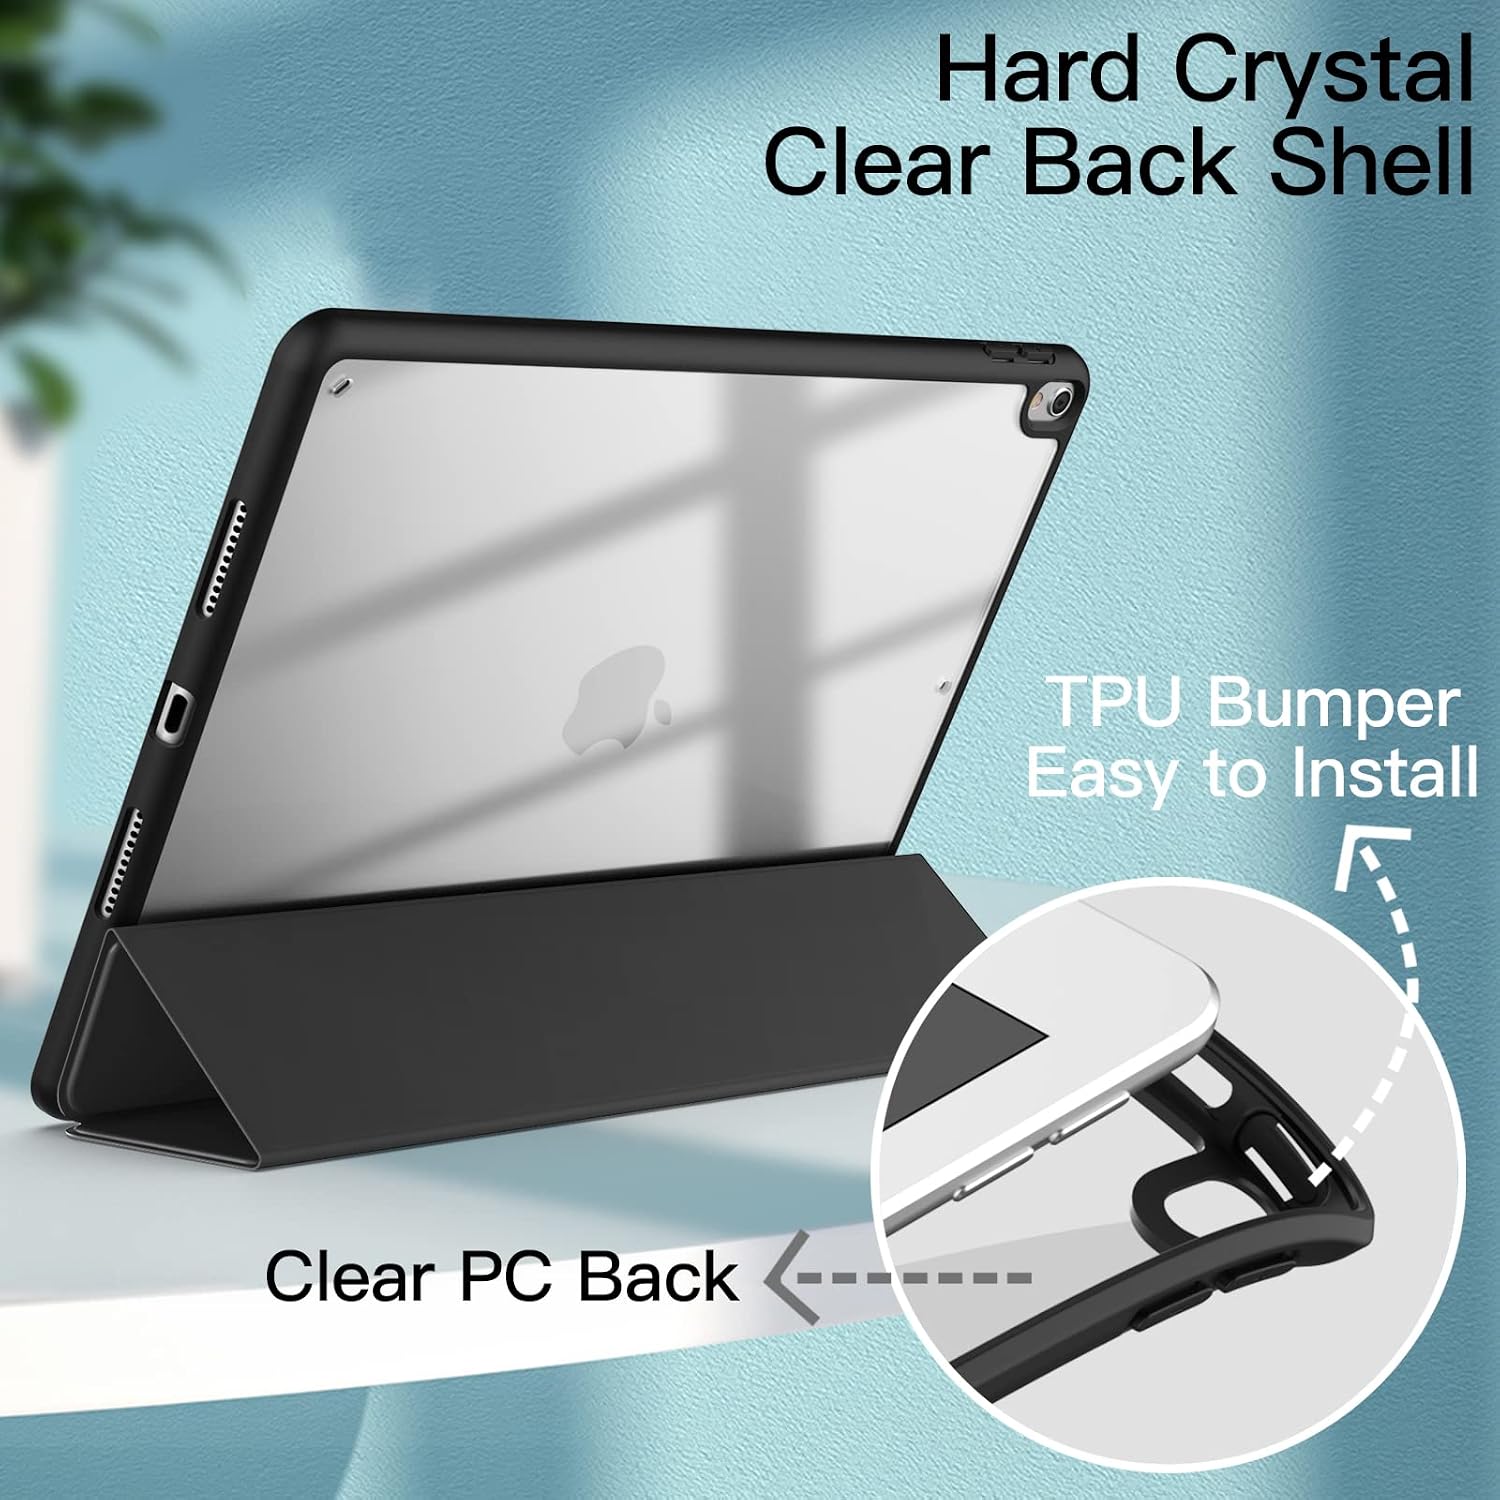 Hard Crystal
Clear Back Shell
TPU Bumper
Easy to Install
Clear PC Back